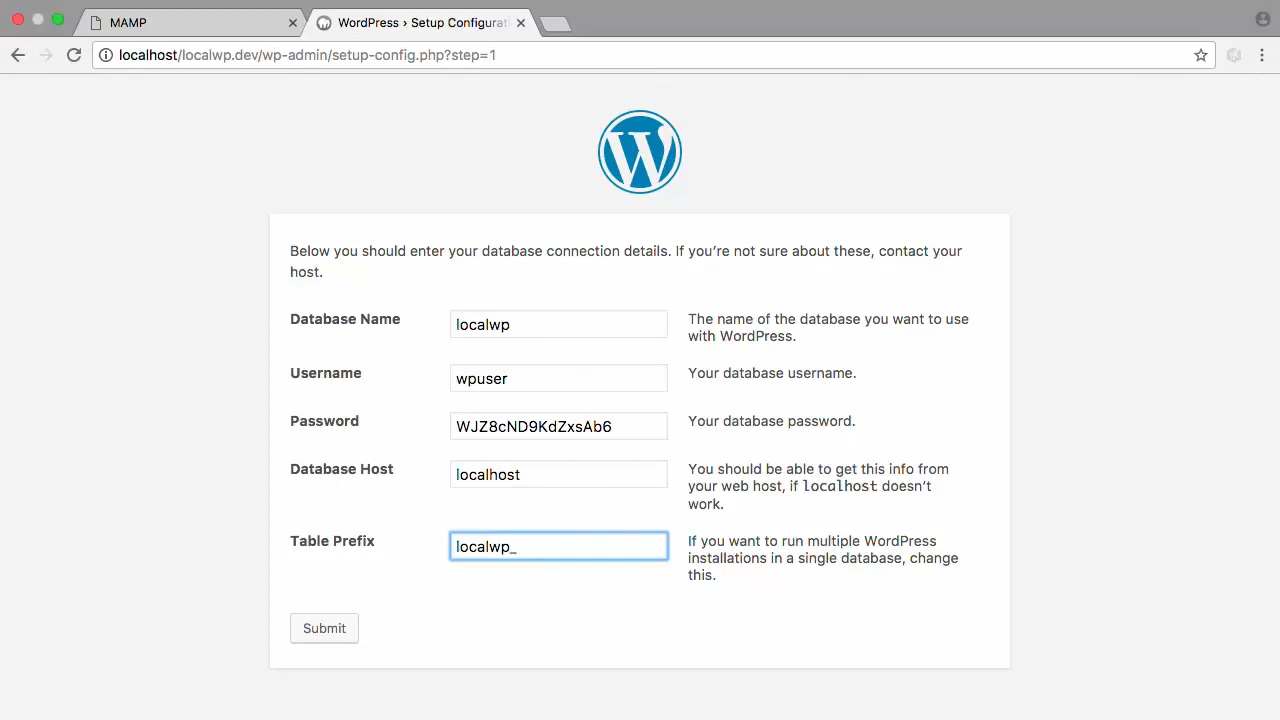 MAMP
WordPress › Setup Configurati
localhost/localwp.dev/wp-admin/setup-config.php?step=1
Below you should enter your database connection details. If you’re not sure about these, contact your
host.
Database Name
localwp
The name of the database you want to use
with WordPress.
Username
wpuser
Your database username.
Password
WJZ8cND9KdZxsAb6
Your database password.
Database Host
localhost
You should be able to get this info from
your web host, if localhost doesn’t
work.
Table Prefix
localwp_
If you want to run multiple WordPress
installations in a single database, change
this.
Submit